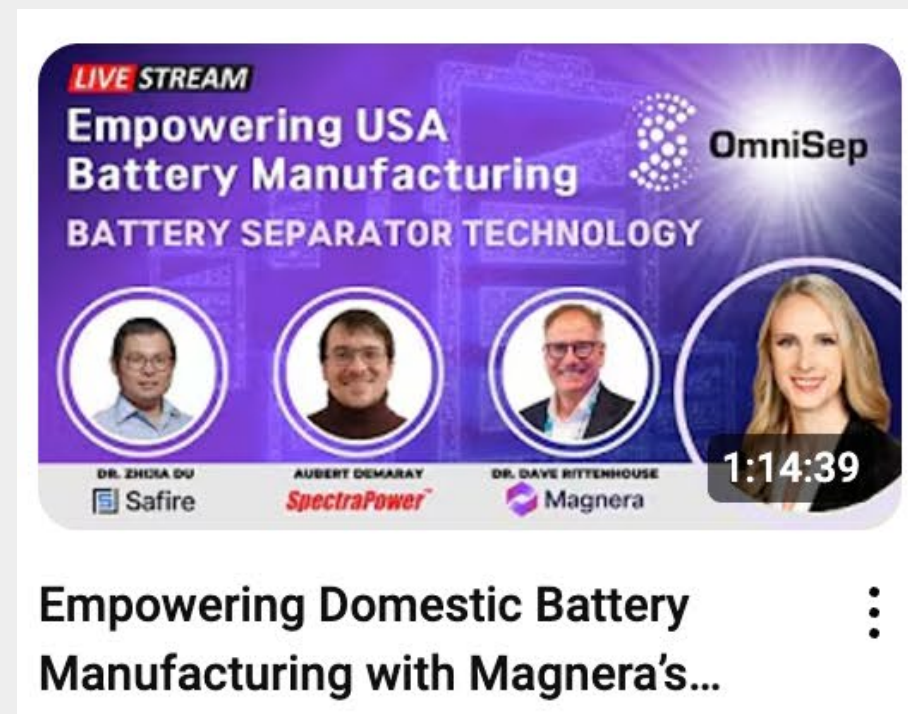 LIVE STREAM
Empowering USA
Battery Manufacturing
OmniSep
BATTERY SEPARATOR TECHNOLOGY
DR. ZHIJIA DU
AUBERT DEMARAY
DR. DAVE RITTENHOUSE
1:14:39
Safire
SpectraPower™
Magnera
Empowering Domestic Battery
Manufacturing with Magnera’s...